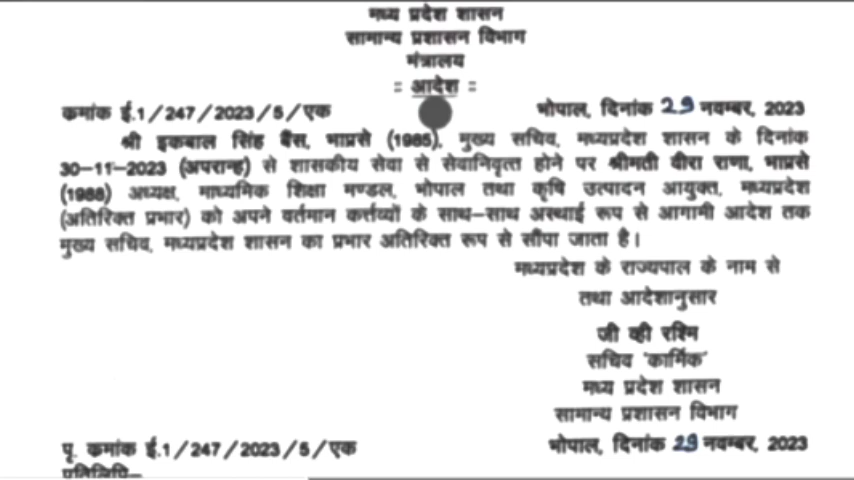 मध्य प्रदेश शासन
सामान्य प्रशासन विभाग
मंत्रालय
= आदेश =
कमांक ई.1/247/2023/5/एक भोपाल, दिनांक 29 नवम्बर, 2023
श्री इकबाल सिंह बैंस, भाप्रसे (1985), मुख्य सचिव, मध्यप्रदेश शासन के दिनांक
30-11-2023 (अपरान्ह) से शासकीय सेवा से सेवानिवृत्त होने पर श्रीमती वीरा राणा, भाप्रसे
(1988) अध्यक्ष, माध्यमिक शिक्षा मण्डल, भोपाल तथा कृषि उत्पादन आयुक्त, मध्यप्रदेश
(अतिरिक्त प्रभार) को अपने वर्तमान कर्त्तव्यों के साथ-साथ अस्थाई रूप से आगामी आदेश तक
मुख्य सचिव, मध्यप्रदेश शासन का प्रभार अतिरिक्त रूप से सौंपा जाता है।
मध्यप्रदेश के राज्यपाल के नाम से
तथा आदेशानुसार
जी व्ही रश्मि
सचिव 'कार्मिक'
मध्य प्रदेश शासन
सामान्य प्रशासन विभाग
पृ. कमांक ई.1/247/2023/5/एक भोपाल, दिनांक 29 नवम्बर, 2023
प्रतिलिपि-